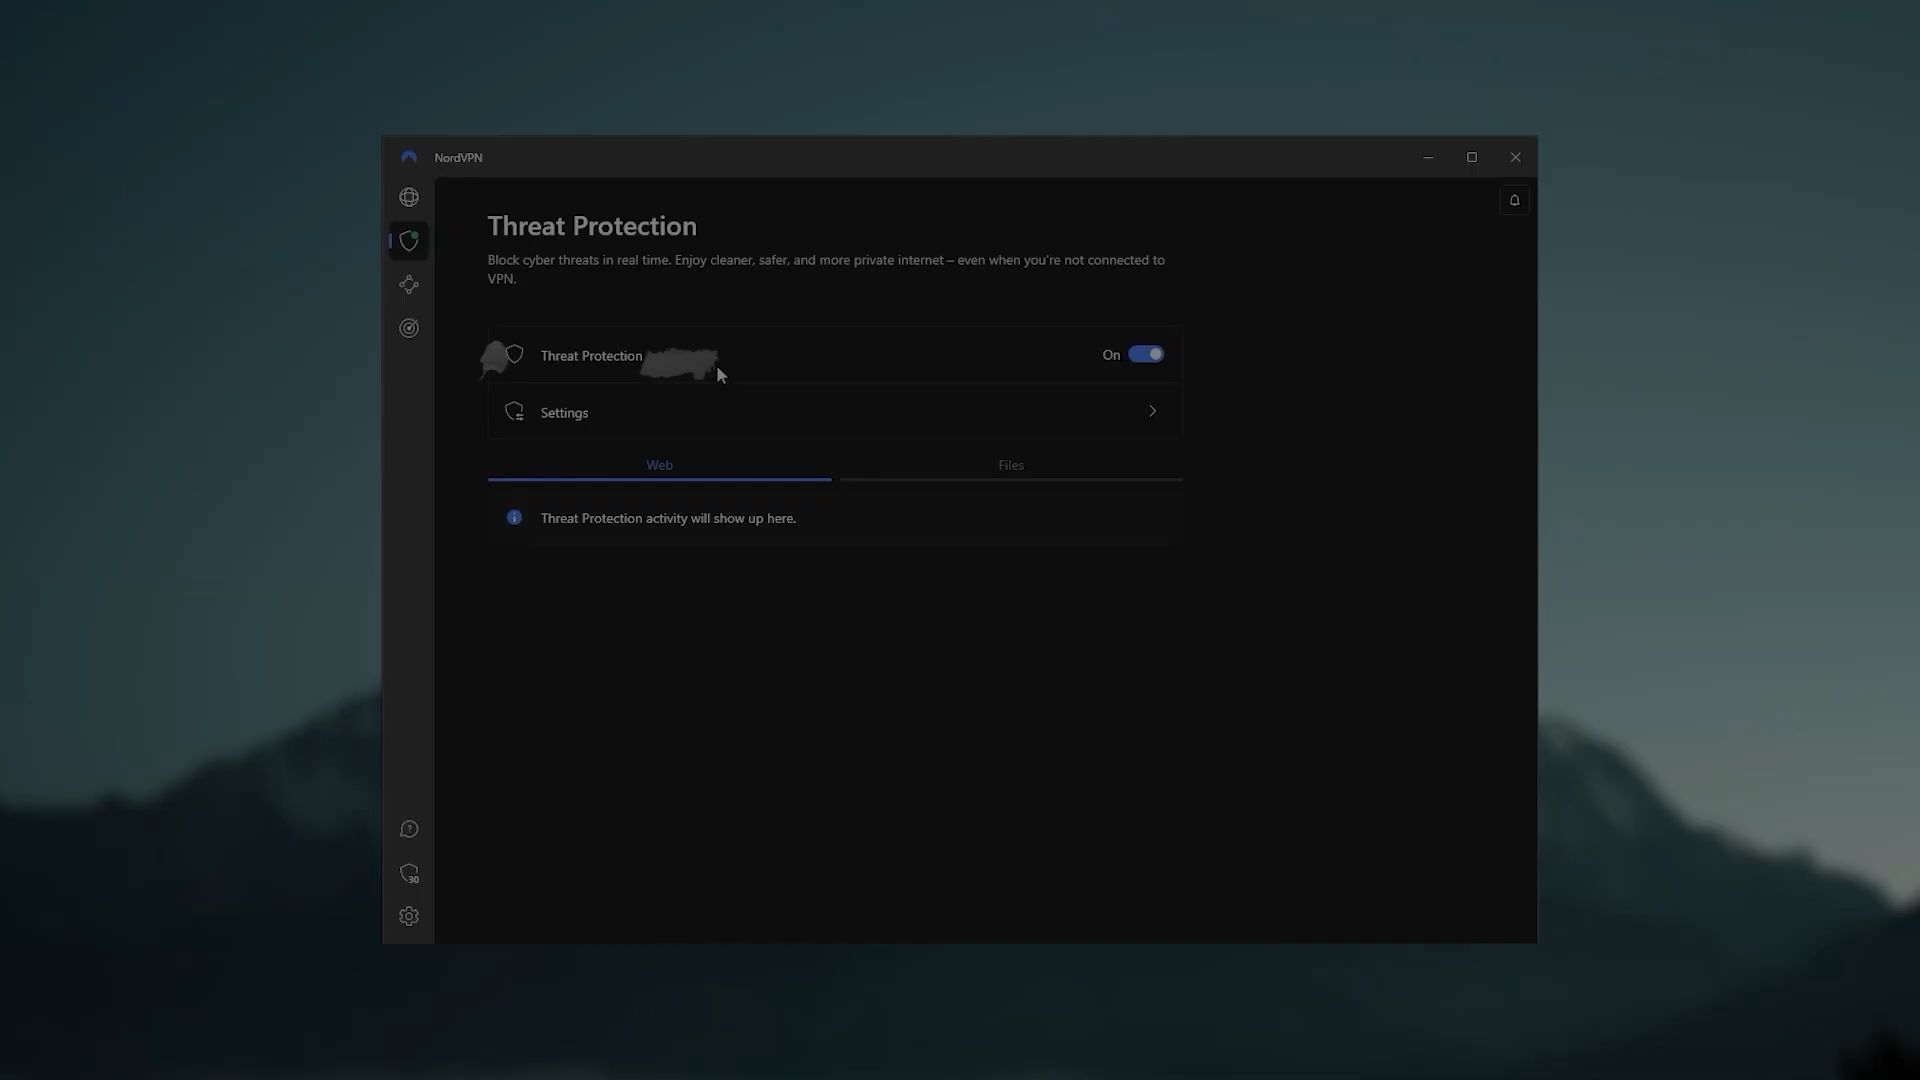 NordVPN
Threat Protection
Block cyber threats in real time. Enjoy cleaner, safer, and more private internet – even when you're not connected to
VPN.
Threat Protection
On
Settings
Web
Files
Threat Protection activity will show up here.
30